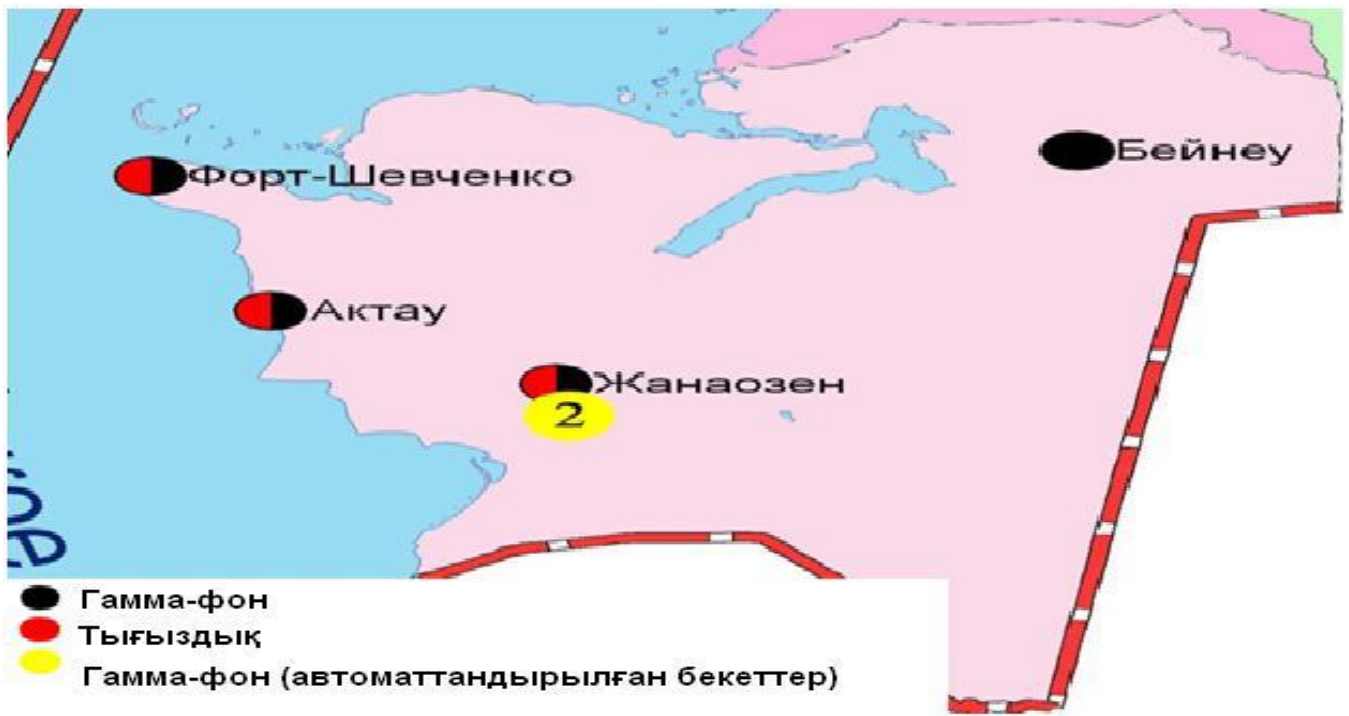 Бейнеу
Форт-Шевченко
Актау
Жанаозен
2
Гамма-фон
Тығыздық
Гамма-фон (автоматтандырылған бекеттер)